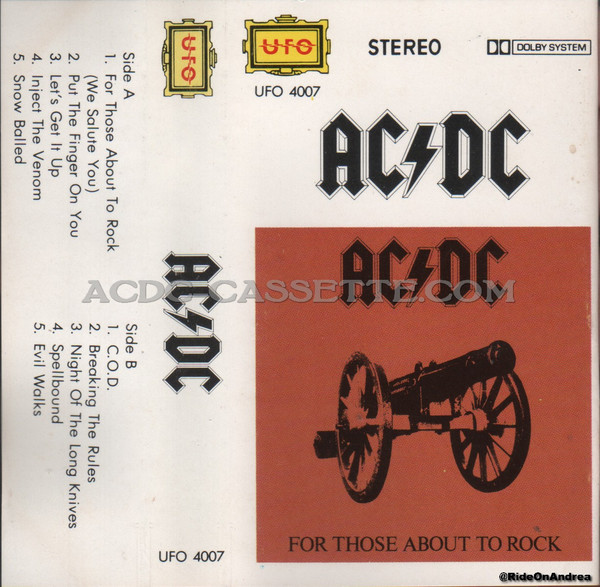 Side A
1. For Those About To Rock
(We Salute You)
2. Put The Finger On You
3. Let's Get It Up
4. Inject The Venom
5. Snow Balled
Side B
1. C.O.D.
2. Breaking The Rules
3. Night Of The Long Knives
4. Spellbound
5. Evil Walks
UFO
AC/DC
UFO 4007
UFO
UFO 4007
STEREO
DOLBY SYSTEM
AC/DC
AC/DC
FOR THOSE ABOUT TO ROCK
ACDC-CASSETTE.COM
@RideOnAndrea